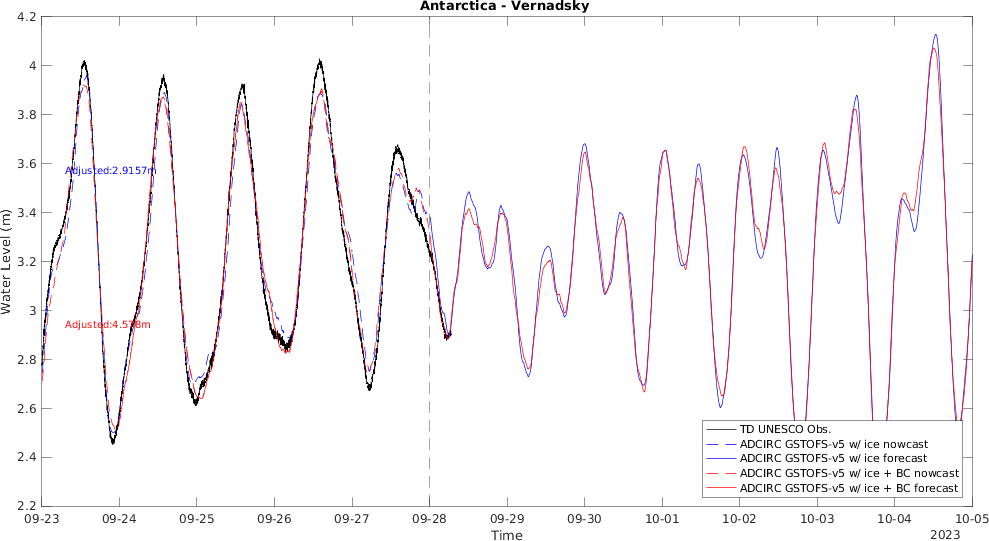 Antarctica - Vernadsky
4.2
4
3.8
3.6
3.4
3.2
3
2.8
2.6
2.4
2.2
Water Level (m)
Adjusted:2.9157m
Adjusted:4.578m
TD UNESCO Obs.
ADCIRC GSTOFS-v5 w/ ice nowcast
ADCIRC GSTOFS-v5 w/ ice forecast
ADCIRC GSTOFS-v5 w/ ice + BC nowcast
ADCIRC GSTOFS-v5 w/ ice + BC forecast
09-23 09-24 09-25 09-26 09-27 09-28 09-29 09-30 10-01 10-02 10-03 10-04 10-05
Time
2023